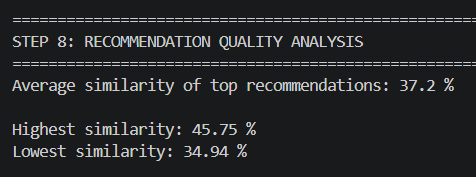 ====================================================
STEP 8: RECOMMENDATION QUALITY ANALYSIS
====================================================
Average similarity of top recommendations: 37.2 %
Highest similarity: 45.75 %
Lowest similarity: 34.94 %